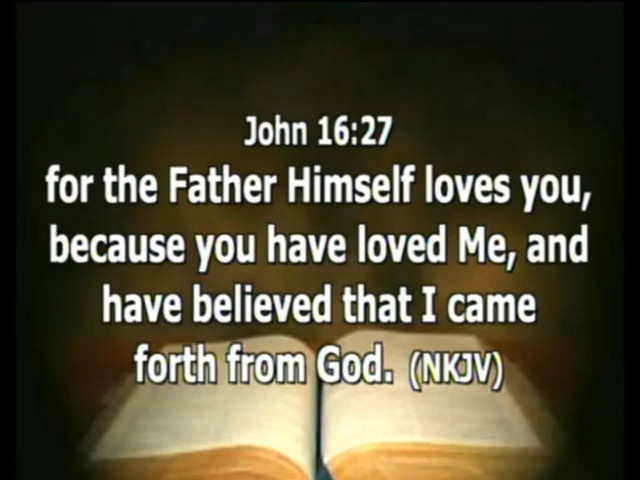 John 16:27
for the Father Himself loves you,
because you have loved Me, and
have believed that I came
forth from God. (NKJV)